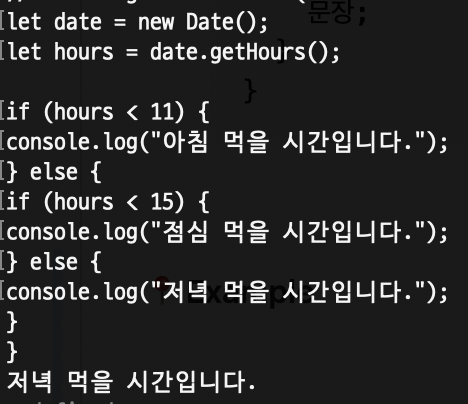 문장;
}
}
let date = new Date();
let hours = date.getHours();
if (hours < 11) {
console.log("아침 먹을 시간입니다.");
} else {
if (hours < 15) {
console.log("점심 먹을 시간입니다.");
} else {
console.log("저녁 먹을 시간입니다.");
}
}
저녁 먹을 시간입니다.